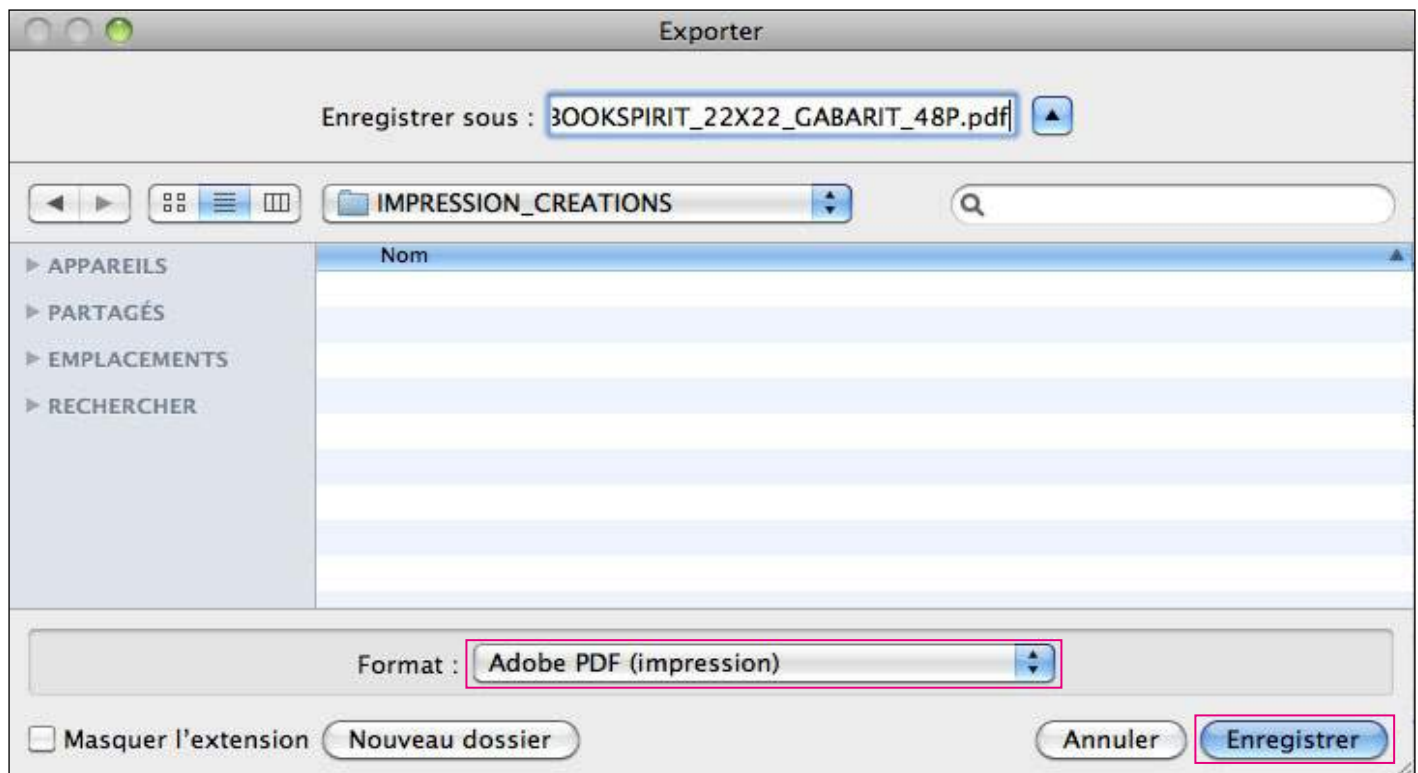 Exporter
Enregistrer sous : BOOKSPIRIT_22X22_GABARIT_48P.pdf
IMPRESSION_CREATIONS
Nom
APPAREILS
PARTAGÉS
EMPLACEMENTS
RECHERCHER
Format : Adobe PDF (impression)
Masquer l'extension Nouveau dossier Annuler Enregistrer